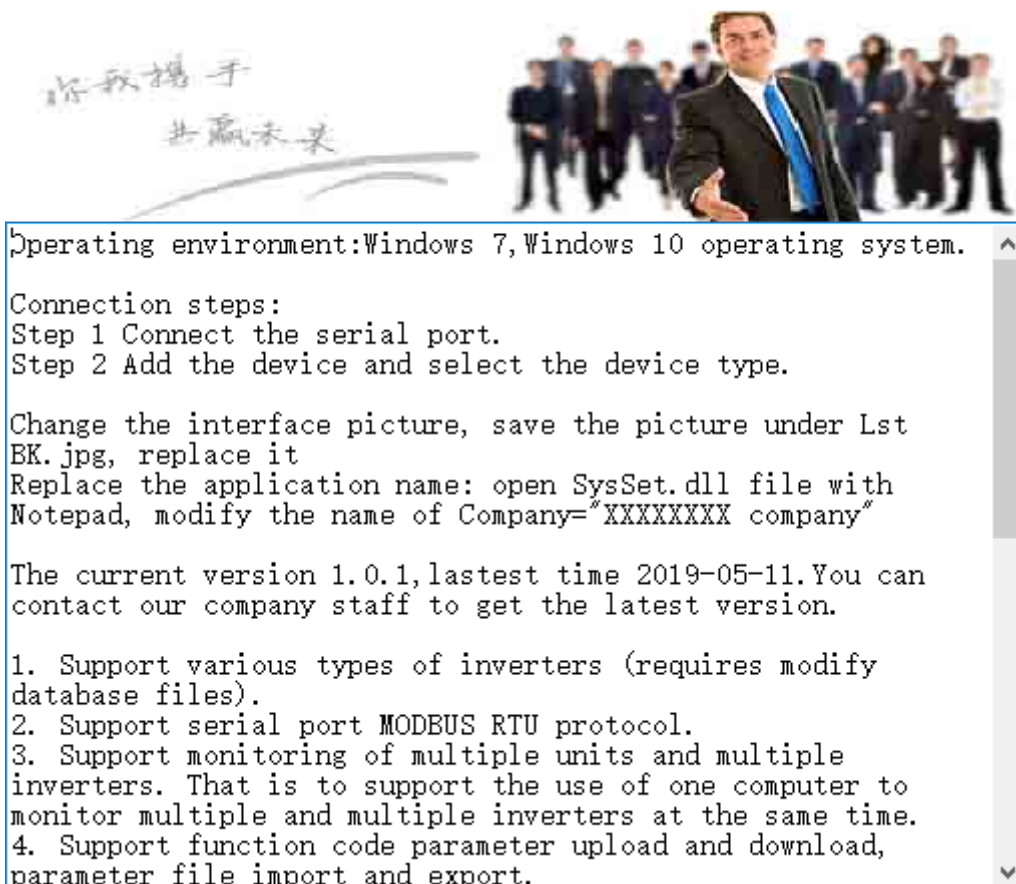 你我携手
共赢未来
Operating environment:Windows 7,Windows 10 operating system.
Connection steps:
Step 1 Connect the serial port.
Step 2 Add the device and select the device type.
Change the interface picture, save the picture under Lst
BK.jpg, replace it
Replace the application name: open SysSet.dll file with
Notepad, modify the name of Company="XXXXXXXX company"
The current version 1.0.1,lastest time 2019-05-11.You can
contact our company staff to get the latest version.
1. Support various types of inverters (requires modify
database files).
2. Support serial port MODBUS RTU protocol.
3. Support monitoring of multiple units and multiple
inverters. That is to support the use of one computer to
monitor multiple and multiple inverters at the same time.
4. Support function code parameter upload and download,
parameter file import and export.